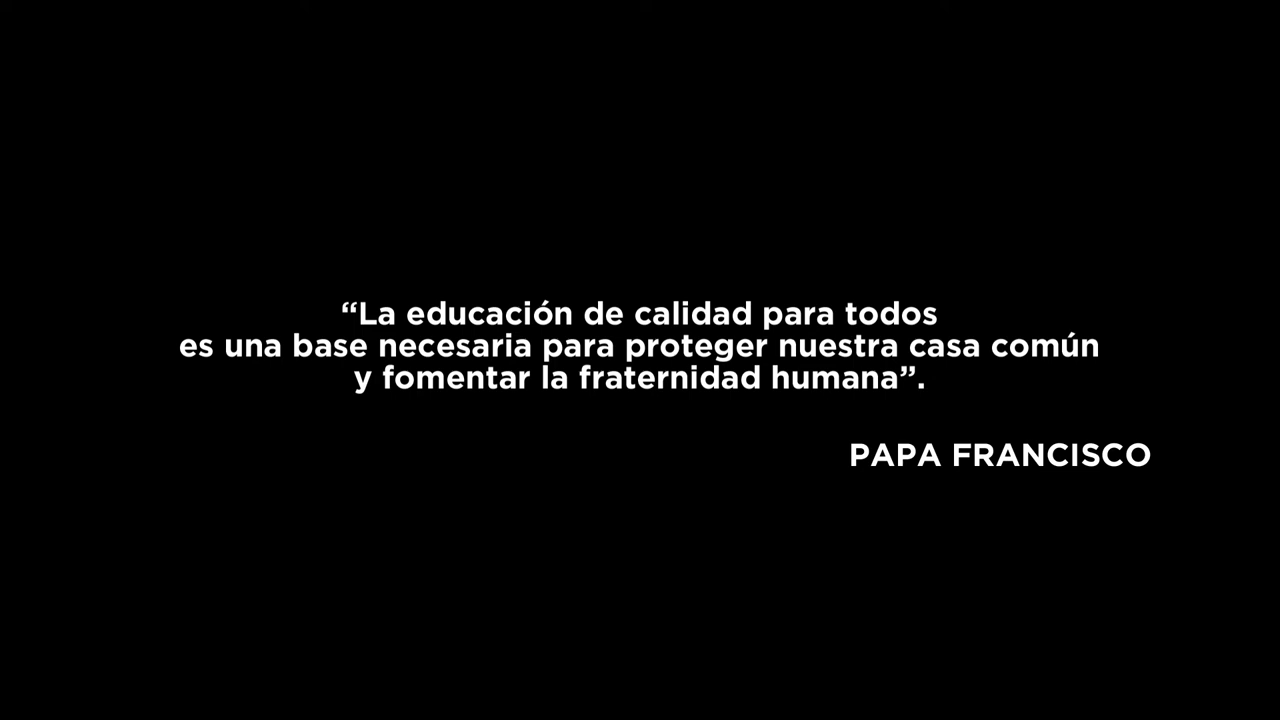 “La educación de calidad para todos
es una base necesaria para proteger nuestra casa común
y fomentar la fraternidad humana”.
PAPA FRANCISCO